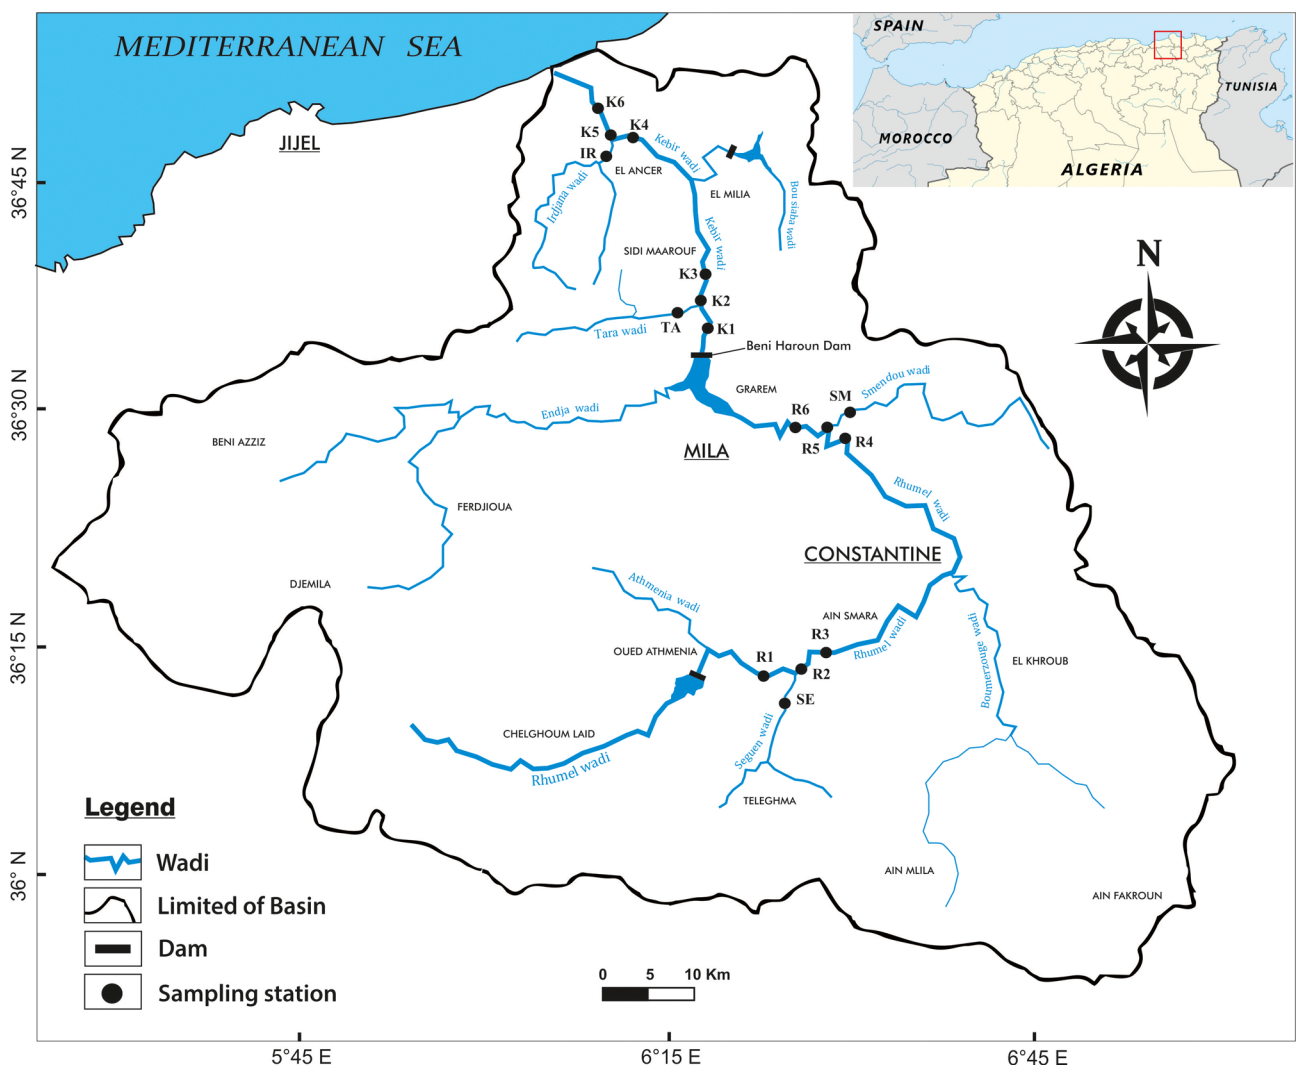 MEDITERRANEAN SEA
SPAIN
MOROCCO
ALGERIA
TUNISIA
JIJEL
K6
K5
K4
IR
EL ANCER
Kebir wadi
EL MILIA
Bou siaba wadi
Irdjana wadi
Kebir wadi
SIDI MAAROUF
K3
K2
TA
K1
Tara wadi
Beni Haroun Dam
N
GRAREM
Endja wadi
R6
SM
Smendou wadi
R5
R4
BENI AZZIZ
MILA
FERDJIOUA
Rhumel wadi
CONSTANTINE
DJEMILA
Athmenia wadi
AIN SMARA
Rhumel wadi
Boumerzouge wadi
OUED ATHMENIA
R1
R3
R2
EL KHROUB
SE
CHELGHOUM LAID
Rhumel wadi
Seguen wadi
TELEGHMA
AIN MLILA
AIN FAKROUN
Legend
Wadi
Limited of Basin
Dam
Sampling station
0 5 10 Km
36°45 N
36°30 N
36°15 N
36° N
5°45 E
6°15 E
6°45 E